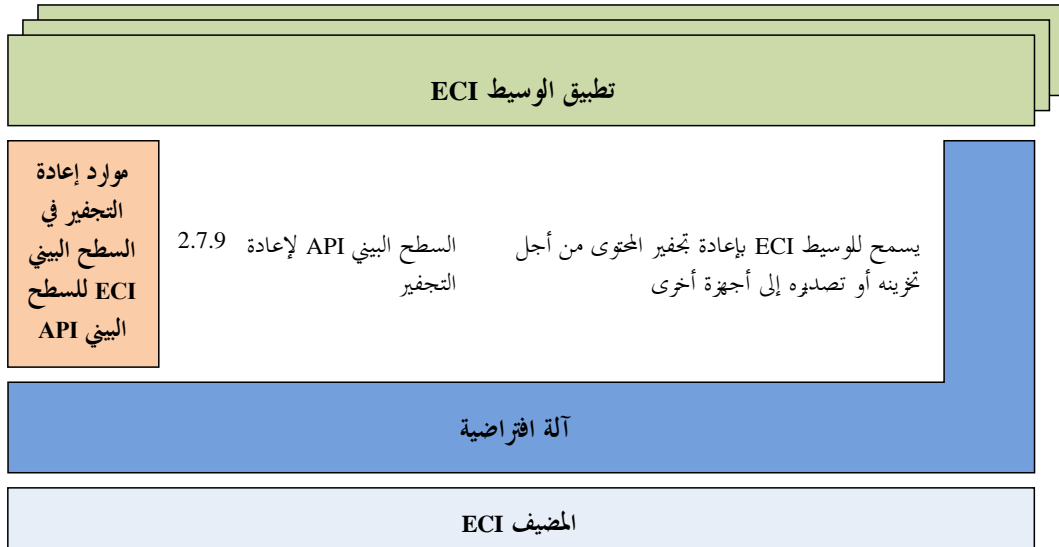 تطبيق الوسيط ECI
موارد إعادة
التجفير في
السطح البيني
ECI للسطح
البيني API
2.7.9
السطح البيني API لإعادة
التجفير
يسمح للوسيط ECI بإعادة تجفير المحتوى من أجل
تخزينه أو تصديره إلى أجهزة أخرى
آلة افتراضية
المضيف ECI